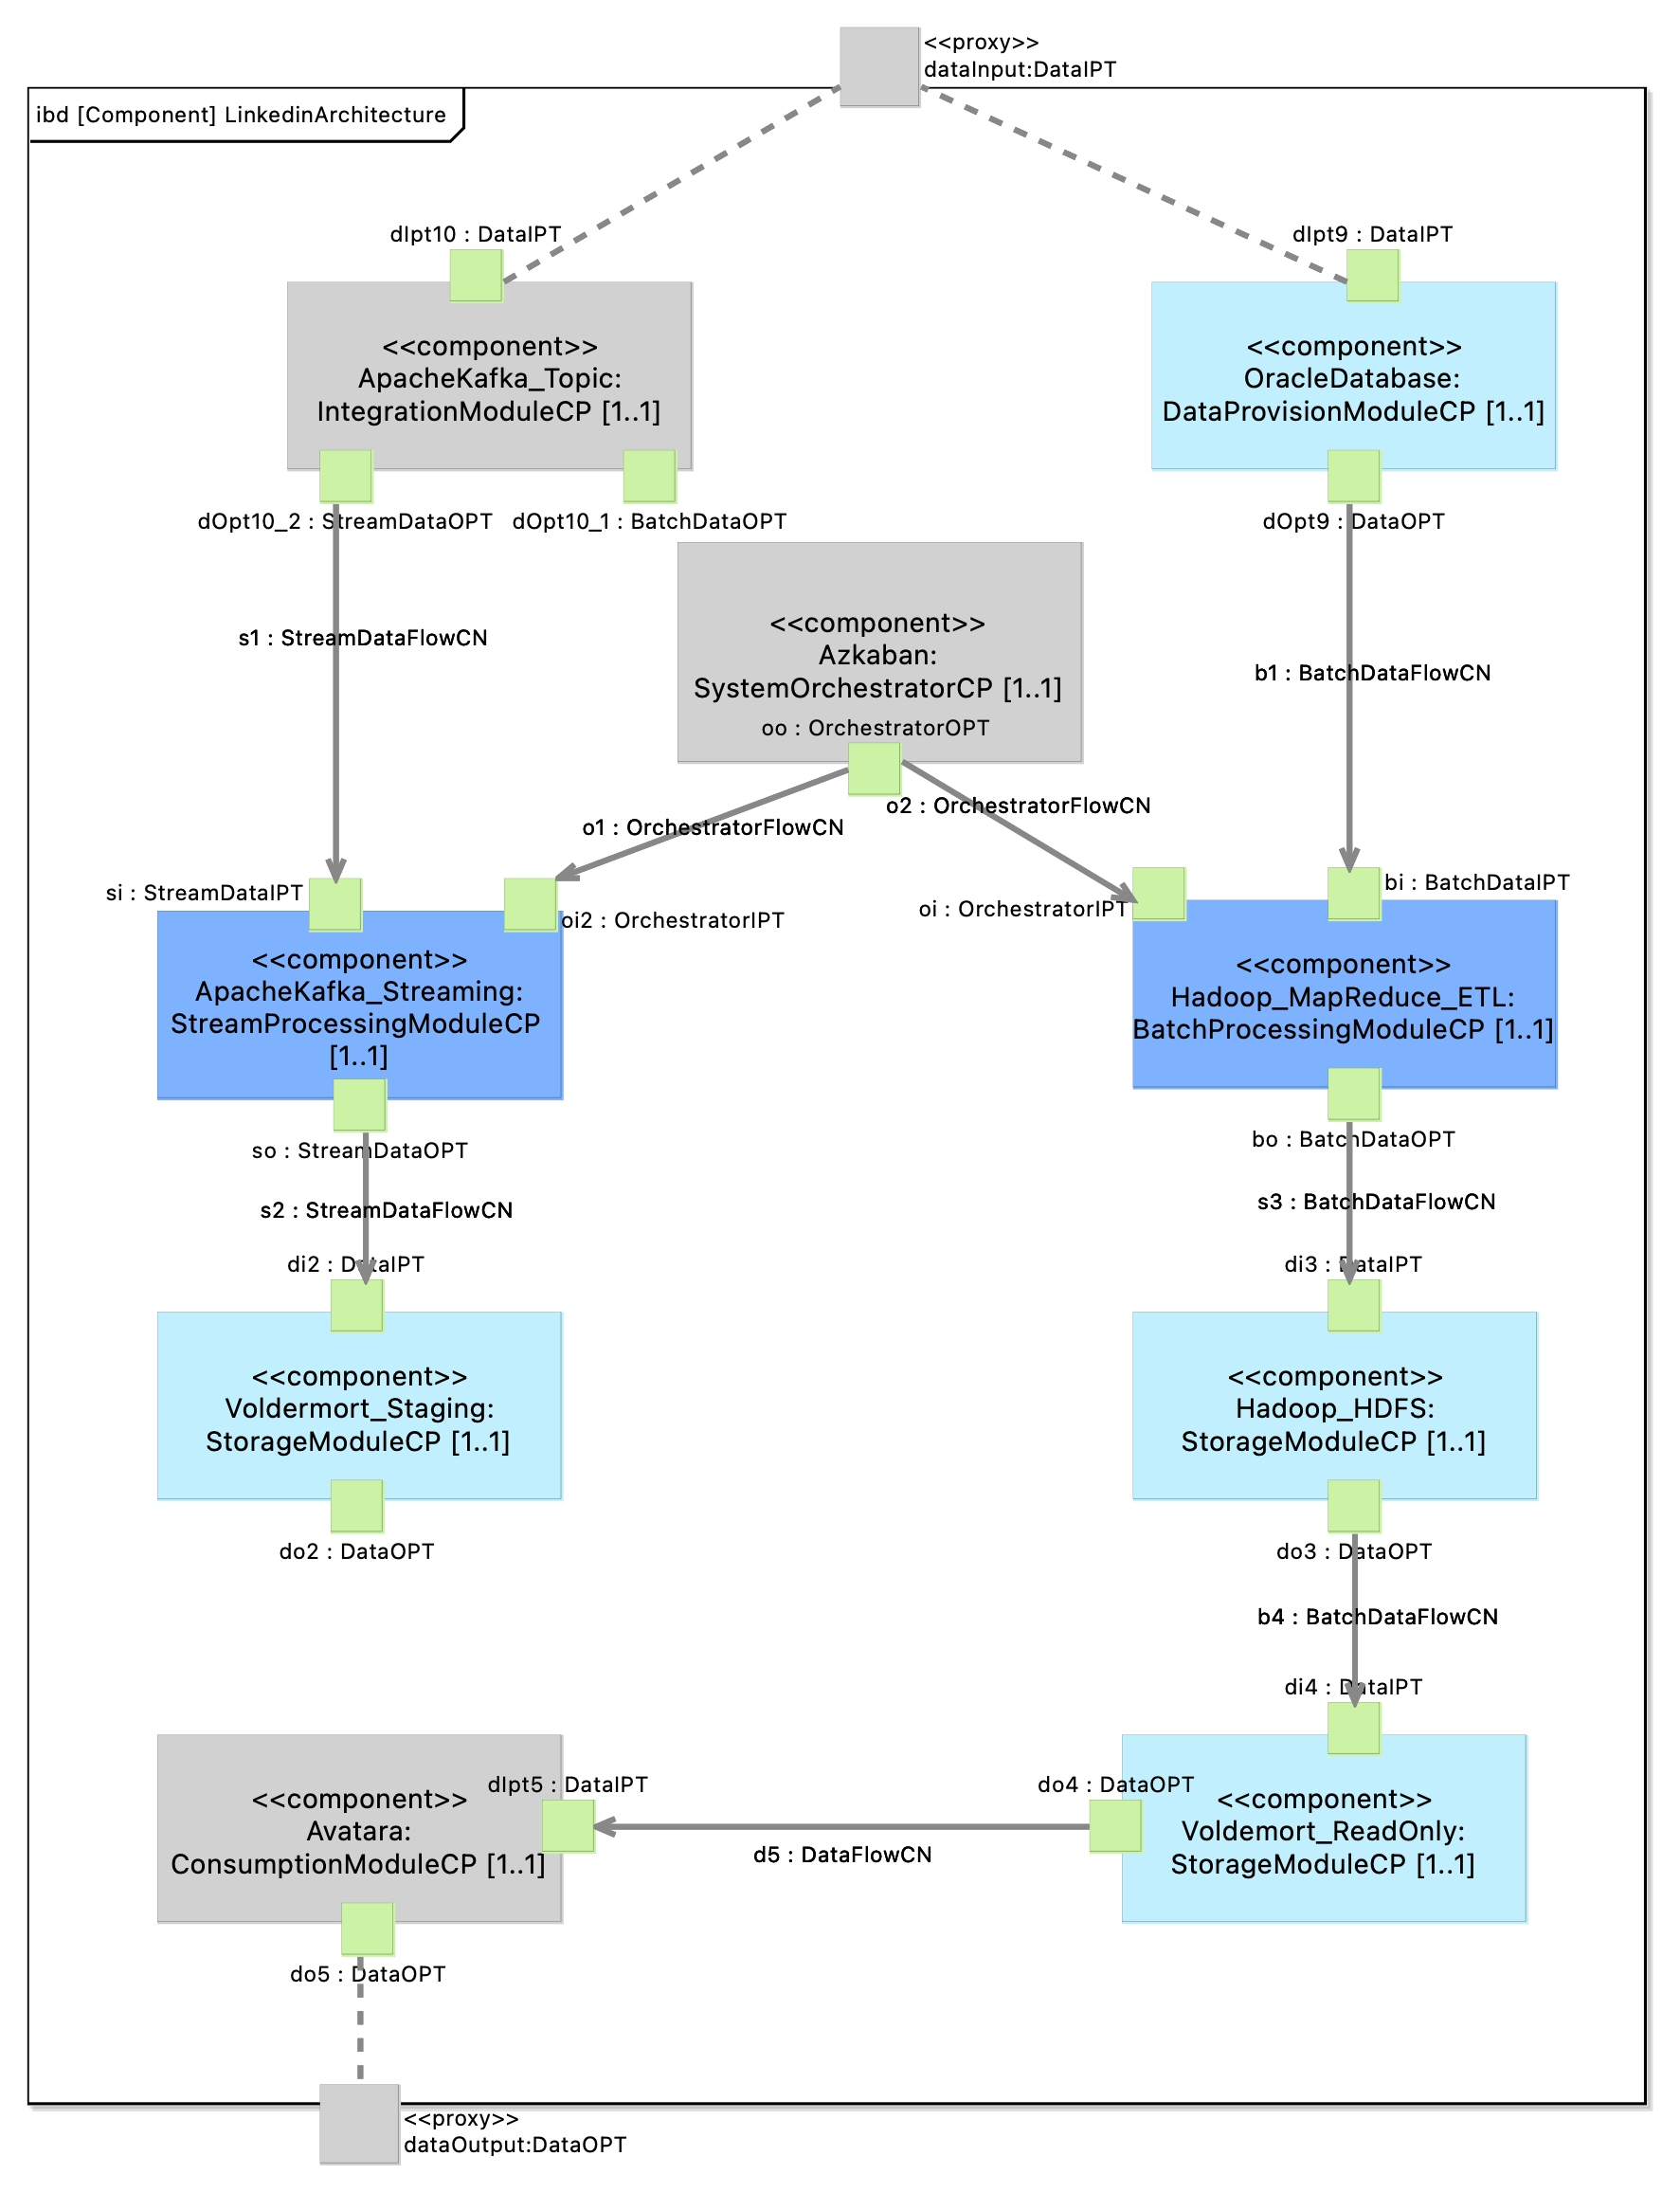 <<proxy>>
dataInput:DataIPT
ibd [Component] LinkedinArchitecture
dIpt10 : DataIPT
dIpt9 : DataIPT
<<component>>
ApacheKafka_Topic:
IntegrationModuleCP [1..1]
<<component>>
OracleDatabase:
DataProvisionModuleCP [1..1]
dOpt10_2 : StreamDataOPT
dOpt10_1 : BatchDataOPT
dOpt9 : DataOPT
s1 : StreamDataFlowCN
<<component>>
Azkaban:
SystemOrchestratorCP [1..1]
oo : OrchestratorOPT
b1 : BatchDataFlowCN
o1 : OrchestratorFlowCN
o2 : OrchestratorFlowCN
si : StreamDataIPT
oi2 : OrchestratorIPT
oi : OrchestratorIPT
bi : BatchDataIPT
<<component>>
ApacheKafka_Streaming:
StreamProcessingModuleCP
[1..1]
<<component>>
Hadoop_MapReduce_ETL:
BatchProcessingModuleCP [1..1]
so : StreamDataOPT
bo : BatchDataOPT
s2 : StreamDataFlowCN
s3 : BatchDataFlowCN
di2 : DataIPT
di3 : DataIPT
<<component>>
Voldermort_Staging:
StorageModuleCP [1..1]
<<component>>
Hadoop_HDFS:
StorageModuleCP [1..1]
do2 : DataOPT
do3 : DataOPT
b4 : BatchDataFlowCN
di4 : DataIPT
<<component>>
Avatara:
ConsumptionModuleCP [1..1]
dIpt5 : DataIPT
do4 : DataOPT
d5 : DataFlowCN
<<component>>
Voldemort_ReadOnly:
StorageModuleCP [1..1]
do5 : DataOPT
<<proxy>>
dataOutput:DataOPT